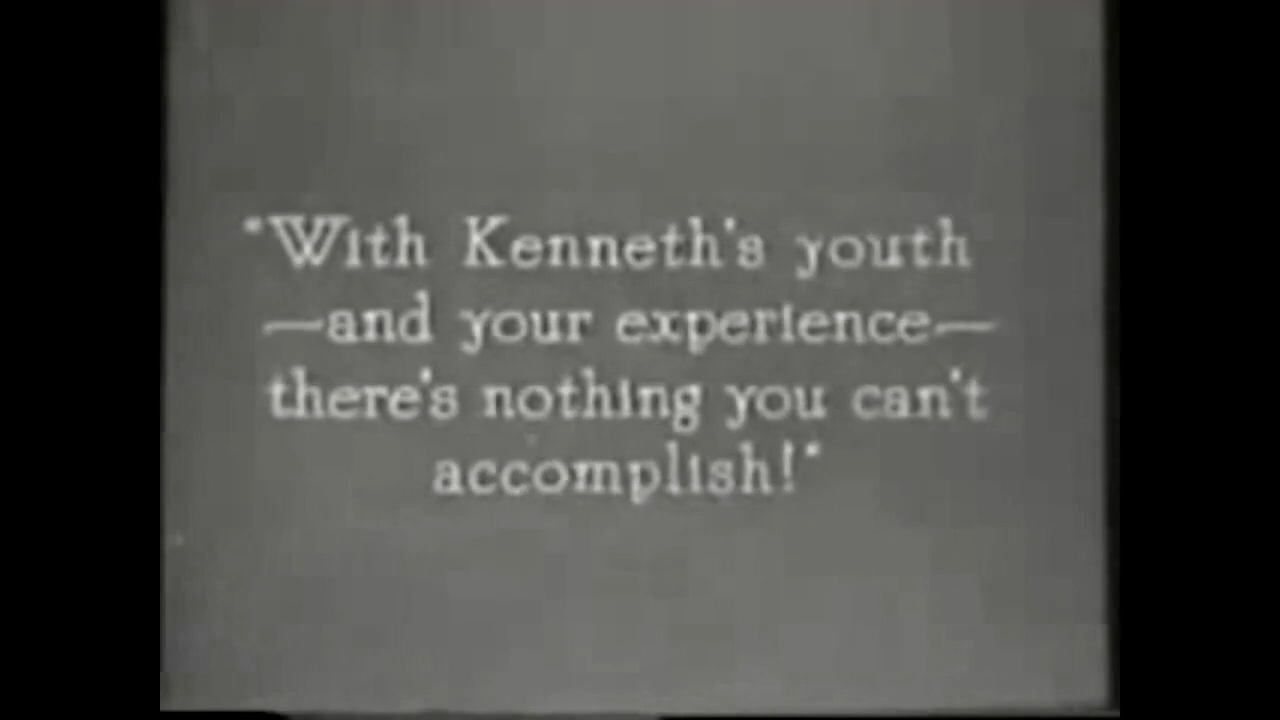 "With Kenneth's youth
—and your experience—
there's nothing you can't
accomplish!"